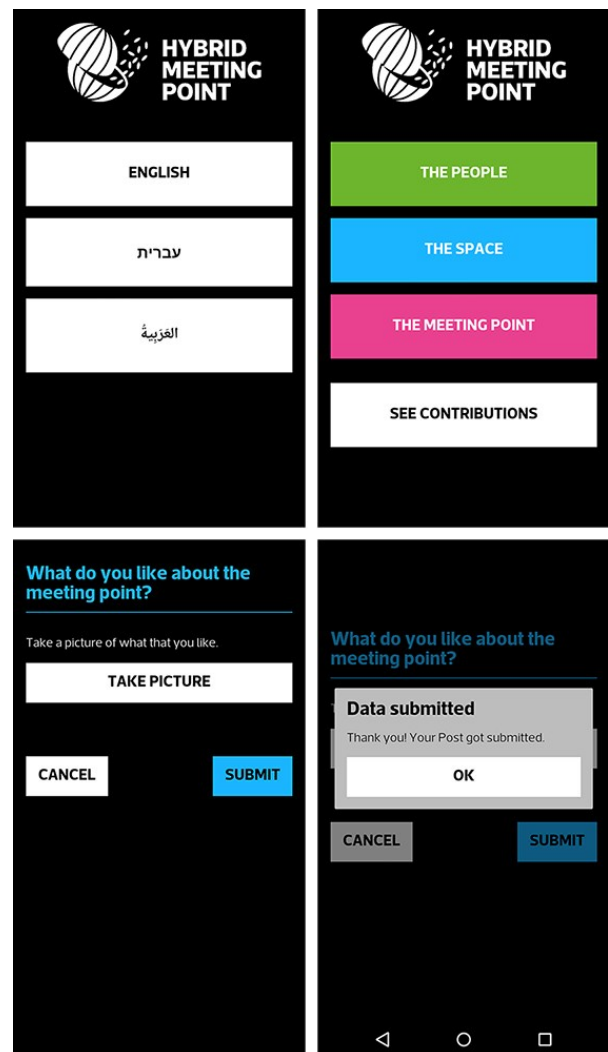 HYBRID
MEETING
POINT
ENGLISH
עברית
العَرَبِيةُ
HYBRID
MEETING
POINT
THE PEOPLE
THE SPACE
THE MEETING POINT
SEE CONTRIBUTIONS
What do you like about the
meeting point?
Take a picture of what that you like.
TAKE PICTURE
CANCEL
SUBMIT
What do you like about the
meeting point?
Data submitted
Thank you! Your Post got submitted.
OK
CANCEL
SUBMIT